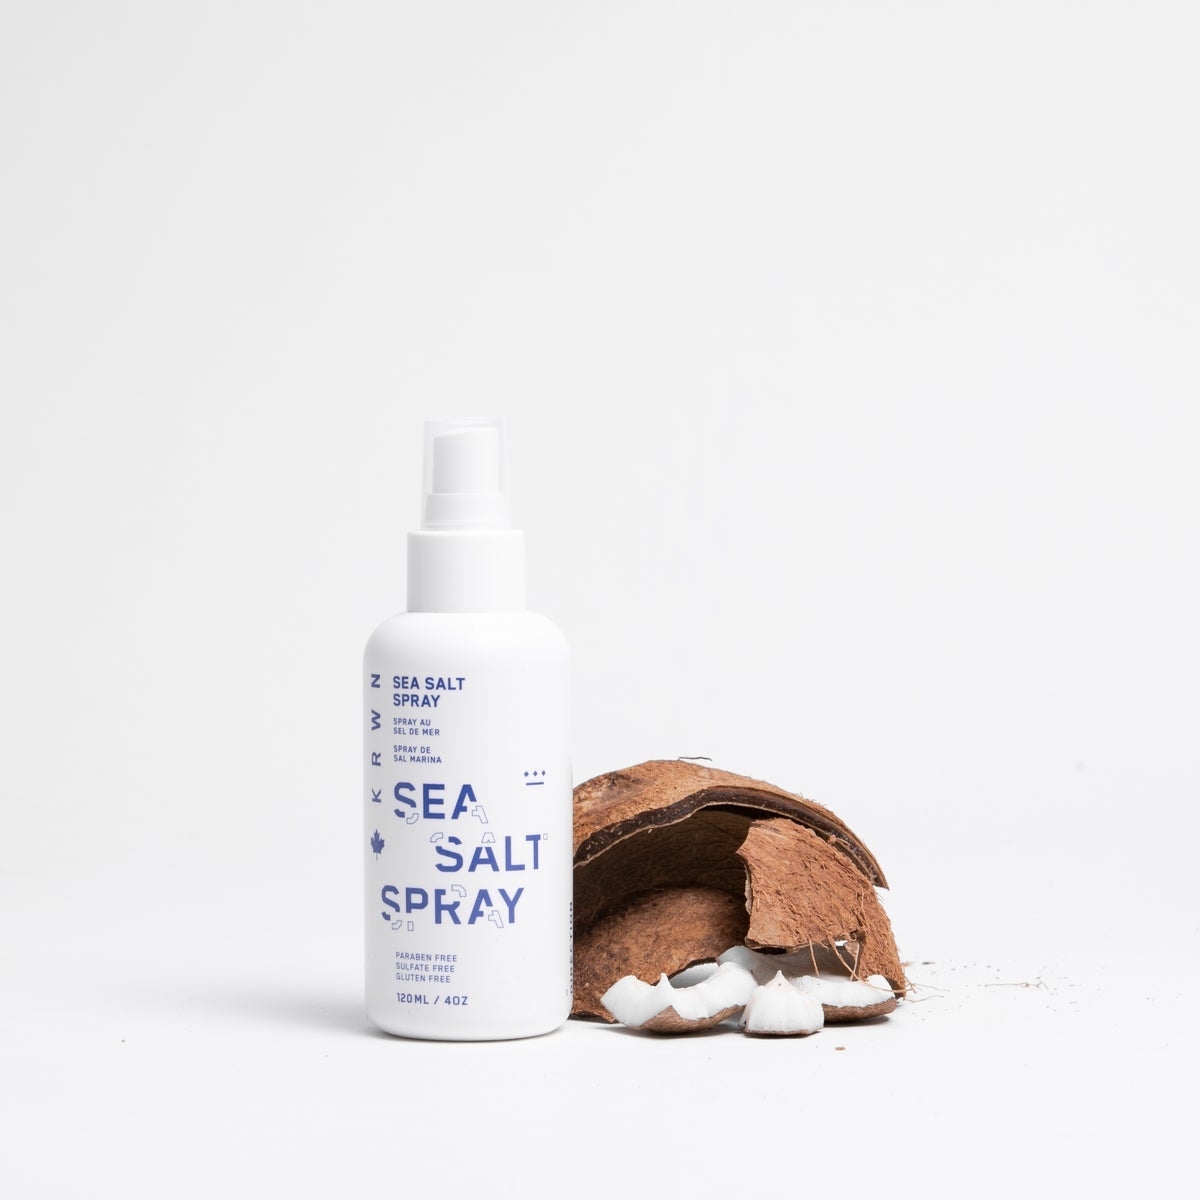 KRWN
SEA SALT
SPRAY
SPRAY AU
SEL DE MER
SPRAY DE
SAL MARINA
SEA
SALT
SPRAY
PARABEN FREE
SULFATE FREE
GLUTEN FREE
120ML / 4OZ